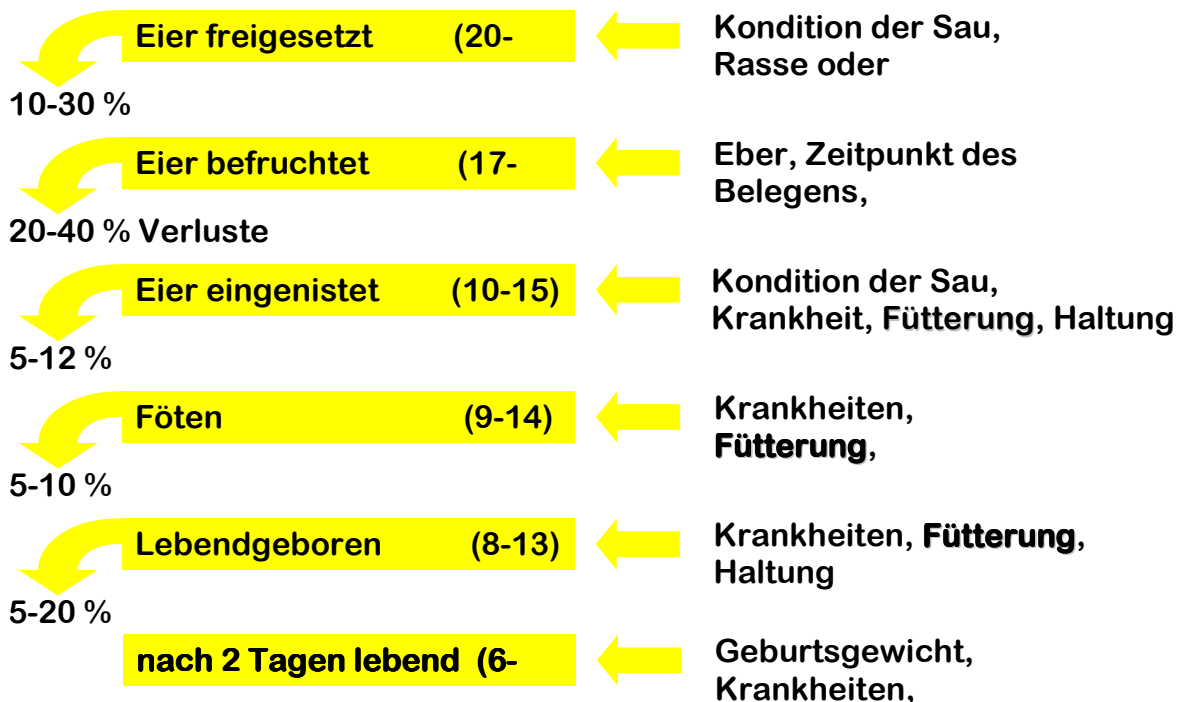 Eier freigesetzt (20-
Kondition der Sau,
Rasse oder
10-30 %
Eier befruchtet (17-
Eber, Zeitpunkt des
Belegens,
20-40 % Verluste
Eier eingenistet (10-15)
Kondition der Sau,
Krankheit, Fütterung, Haltung
5-12 %
Föten (9-14)
Krankheiten,
Fütterung,
5-10 %
Lebendgeboren (8-13)
Krankheiten, Fütterung,
Haltung
5-20 %
nach 2 Tagen lebend (6-
Geburtsgewicht,
Krankheiten,